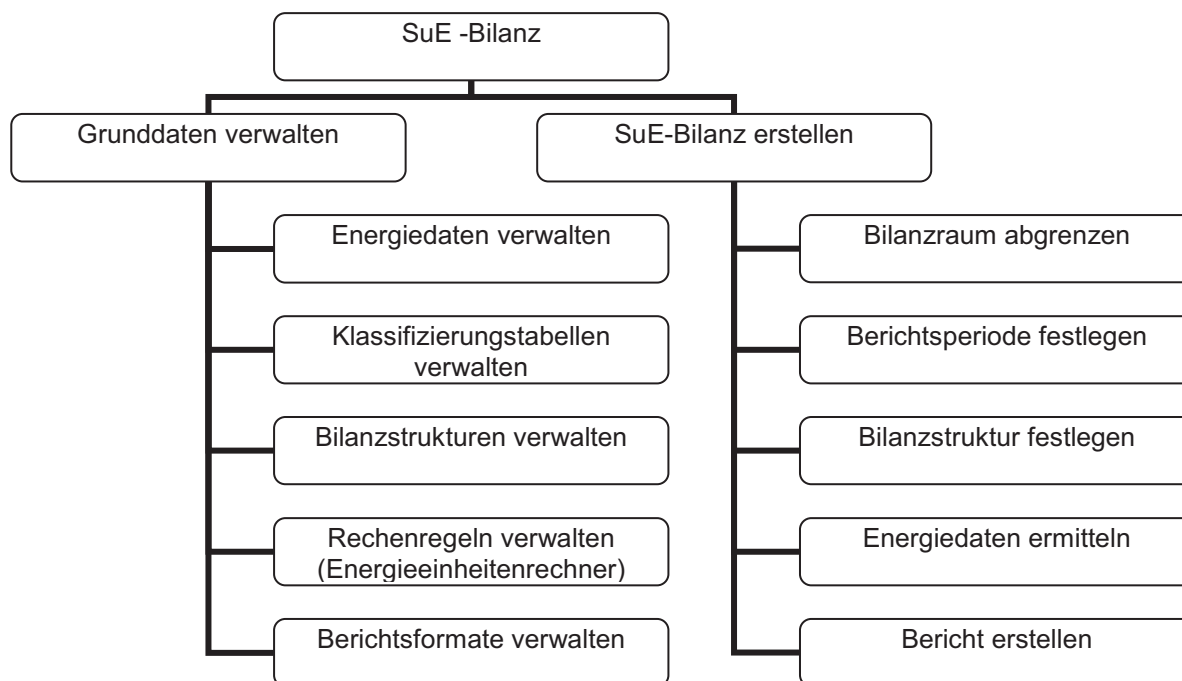 SuE -Bilanz
Grunddaten verwalten
SuE-Bilanz erstellen
Energiedaten verwalten
Bilanzraum abgrenzen
Klassifizierungstabellen
verwalten
Berichtsperiode festlegen
Bilanzstrukturen verwalten
Bilanzstruktur festlegen
Rechenregeln verwalten
(Energieeinheitenrechner)
Energiedaten ermitteln
Berichtsformate verwalten
Bericht erstellen